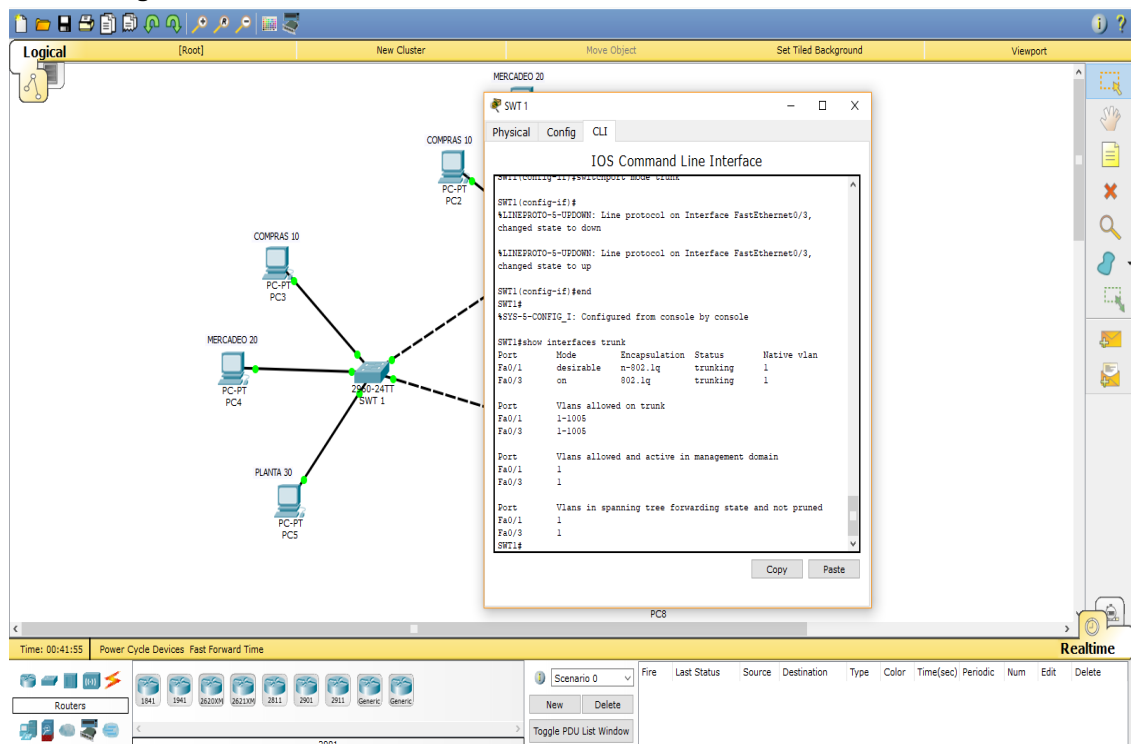 Logical
[Root]
New Cluster
Move Object
Set Tiled Background
Viewport
MERCADEO 20
COMPRAS 10
PC-PT
PC2
COMPRAS 10
PC-PT
PC3
MERCADEO 20
PC-PT
PC4
2960-24TT
SWT 1
PLANTA 30
PC-PT
PC5
SWT 1
Physical Config CLI
IOS Command Line Interface
SWT1(config-if)#switchport mode trunk
SWT1(config-if)#
%LINEPROTO-5-UPDOWN: Line protocol on Interface FastEthernet0/3,
changed state to down
%LINEPROTO-5-UPDOWN: Line protocol on Interface FastEthernet0/3,
changed state to up
SWT1(config-if)#end
SWT1#
%SYS-5-CONFIG_I: Configured from console by console
SWT1#show interfaces trunk
Port Mode Encapsulation Status Native vlan
Fa0/1 desirable n-802.1q trunking 1
Fa0/3 on 802.1q trunking 1
Port Vlans allowed on trunk
Fa0/1 1-1005
Fa0/3 1-1005
Port Vlans allowed and active in management domain
Fa0/1 1
Fa0/3 1
Port Vlans in spanning tree forwarding state and not pruned
Fa0/1 1
Fa0/3 1
SWT1#
Copy Paste
PC8
Time: 00:41:55 Power Cycle Devices Fast Forward Time
Realtime
Routers
1841 1941 2620XM 2621XM 2811 2901 2911 Generic Generic
Scenario 0
New Delete
Toggle PDU List Window
Fire Last Status Source Destination Type Color Time(sec) Periodic Num Edit Delete